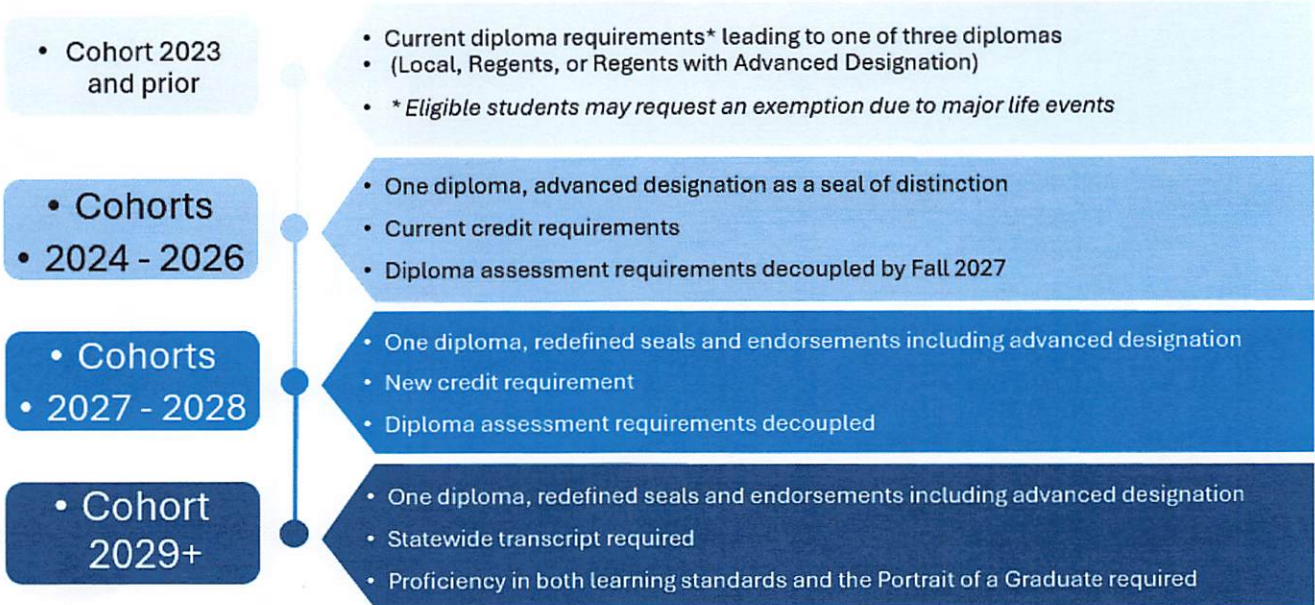 • Cohort 2023
and prior
• Current diploma requirements* leading to one of three diplomas
• (Local, Regents, or Regents with Advanced Designation)
• * Eligible students may request an exemption due to major life events
• Cohorts
• 2024 - 2026
• One diploma, advanced designation as a seal of distinction
• Current credit requirements
• Diploma assessment requirements decoupled by Fall 2027
• Cohorts
• 2027 - 2028
• One diploma, redefined seals and endorsements including advanced designation
• New credit requirement
• Diploma assessment requirements decoupled
• Cohort
2029+
• One diploma, redefined seals and endorsements including advanced designation
• Statewide transcript required
• Proficiency in both learning standards and the Portrait of a Graduate required